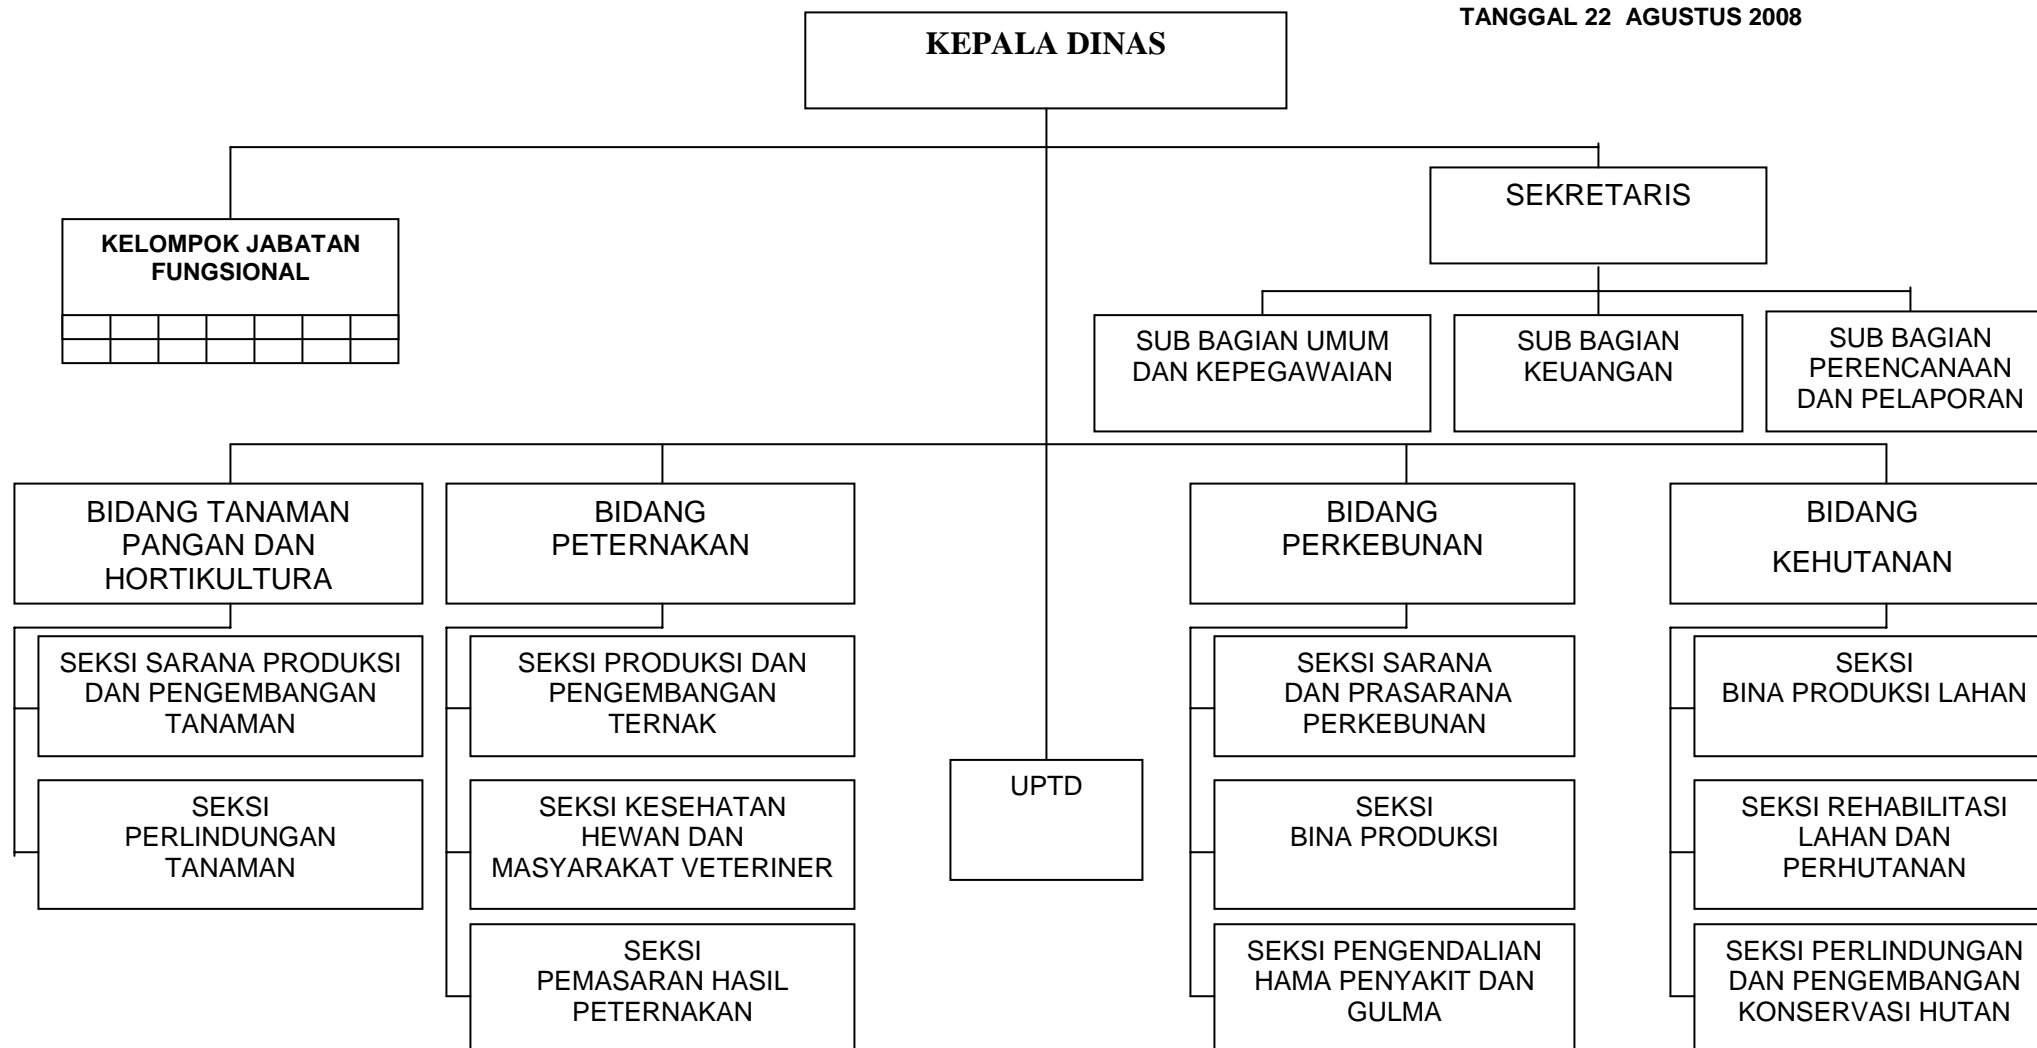 TANGGAL 22 AGUSTUS 2008
KEPALA DINAS
SEKRETARIS
KELOMPOK JABATAN
FUNGSIONAL
SUB BAGIAN UMUM
DAN KEPEGAWAIAN
SUB BAGIAN
KEUANGAN
SUB BAGIAN
PERENCANAAN
DAN PELAPORAN
BIDANG TANAMAN
PANGAN DAN
HORTIKULTURA
BIDANG
PETERNAKAN
BIDANG
PERKEBUNAN
BIDANG
KEHUTANAN
SEKSI SARANA PRODUKSI
DAN PENGEMBANGAN
TANAMAN
SEKSI PRODUKSI DAN
PENGEMBANGAN
TERNAK
SEKSI SARANA
DAN PRASARANA
PERKEBUNAN
SEKSI
BINA PRODUKSI LAHAN
UPTD
SEKSI
PERLINDUNGAN
TANAMAN
SEKSI KESEHATAN
HEWAN DAN
MASYARAKAT VETERINER
SEKSI
BINA PRODUKSI
SEKSI REHABILITASI
LAHAN DAN
PERHUTANAN
SEKSI
PEMASARAN HASIL
PETERNAKAN
SEKSI PENGENDALIAN
HAMA PENYAKIT DAN
GULMA
SEKSI PERLINDUNGAN
DAN PENGEMBANGAN
KONSERVASI HUTAN